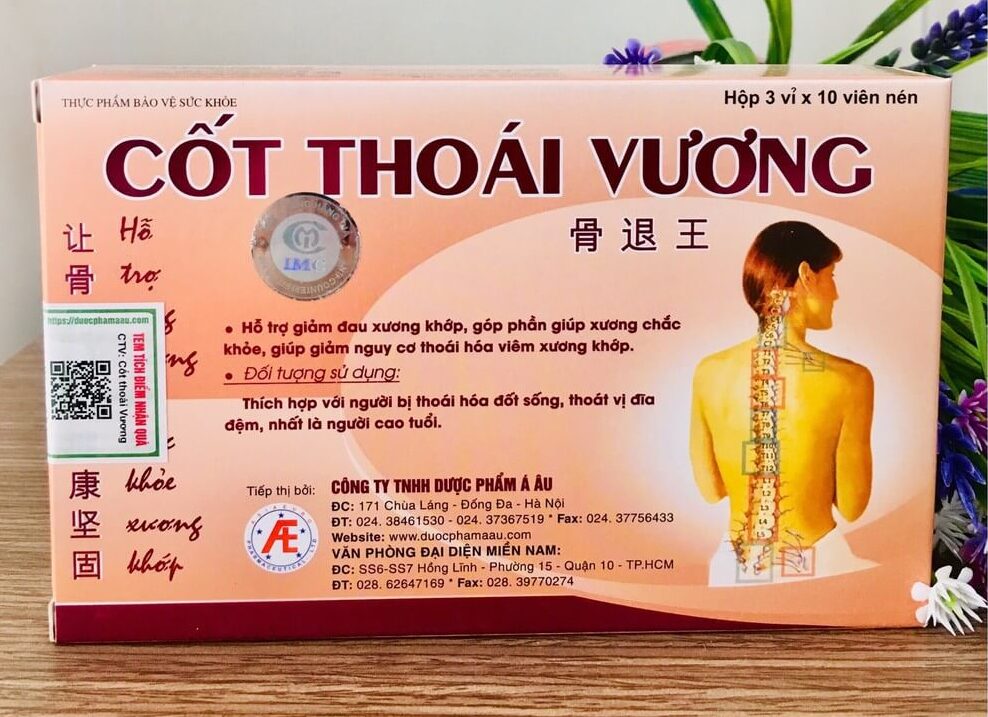 THỰC PHẨM BẢO VỆ SỨC KHỎE
Hộp 3 vỉ x 10 viên nén
CỐT THOÁI VƯƠNG
骨退王
让
骨
康
坚
固
Hỗ
trợ
khỏe
xương
khớp
IMC
https://duocphamaau.com
TEM TÍCH ĐIỂM NHẬN QUÀ
CTV: Cốt thoái Vương
• Hỗ trợ giảm đau xương khớp, góp phần giúp xương chắc
khỏe, giúp giảm nguy cơ thoái hóa viêm xương khớp.
• Đối tượng sử dụng:
Thích hợp với người bị thoái hóa đốt sống, thoát vị đĩa
đệm, nhất là người cao tuổi.
Tiếp thị bởi: CÔNG TY TNHH DƯỢC PHẨM Á ÂU
ĐC: 171 Chùa Láng - Đống Đa - Hà Nội
ĐT: 024. 38461530 - 024. 37367519 * Fax: 024. 37756433
Website: www.duocphamaau.com
VĂN PHÒNG ĐẠI DIỆN MIỀN NAM:
ĐC: SS6-SS7 Hồng Lĩnh - Phường 15 - Quận 10 - TP.HCM
ĐT: 028. 62647169 * Fax: 028. 39770274
Æ